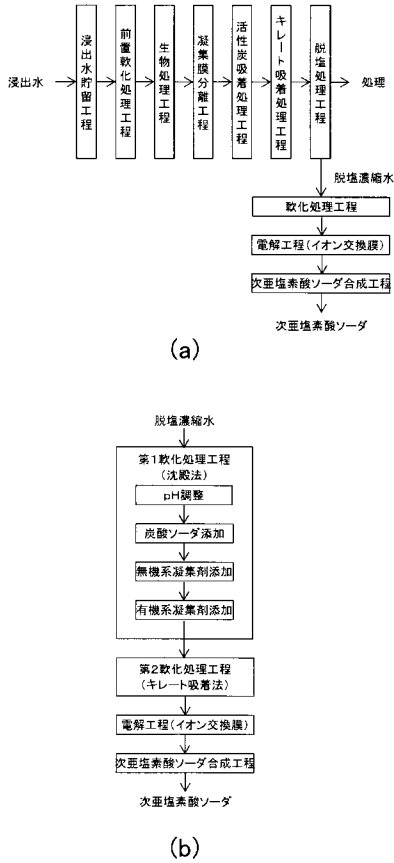 浸出水
浸出水貯留工程
前置軟化処理工程
生物処理工程
凝集膜分離工程
活性炭吸着処理工程
キレート吸着処理工程
脱塩処理工程
処理
脱塩濃縮水
軟化処理工程
電解工程(イオン交換膜)
次亜塩素酸ソーダ合成工程
次亜塩素酸ソーダ
(a)
脱塩濃縮水
第1軟化処理工程
(沈殿法)
pH調整
炭酸ソーダ添加
無機系凝集剤添加
有機系凝集剤添加
第2軟化処理工程
(キレート吸着法)
電解工程(イオン交換膜)
次亜塩素酸ソーダ合成工程
次亜塩素酸ソーダ
(b)